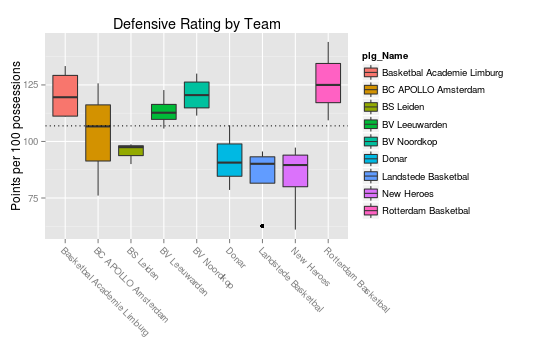 Defensive Rating by Team
Points per 100 possessions
125
100
75
Basketbal Academie Limburg
BC APOLLO Amsterdam
BS Leiden
BV Leeuwarden
BV Noordkop
Donar
Landstede Basketbal
New Heroes
Rotterdam Basketbal
plg_Name
Basketbal Academie Limburg
BC APOLLO Amsterdam
BS Leiden
BV Leeuwarden
BV Noordkop
Donar
Landstede Basketbal
New Heroes
Rotterdam Basketbal